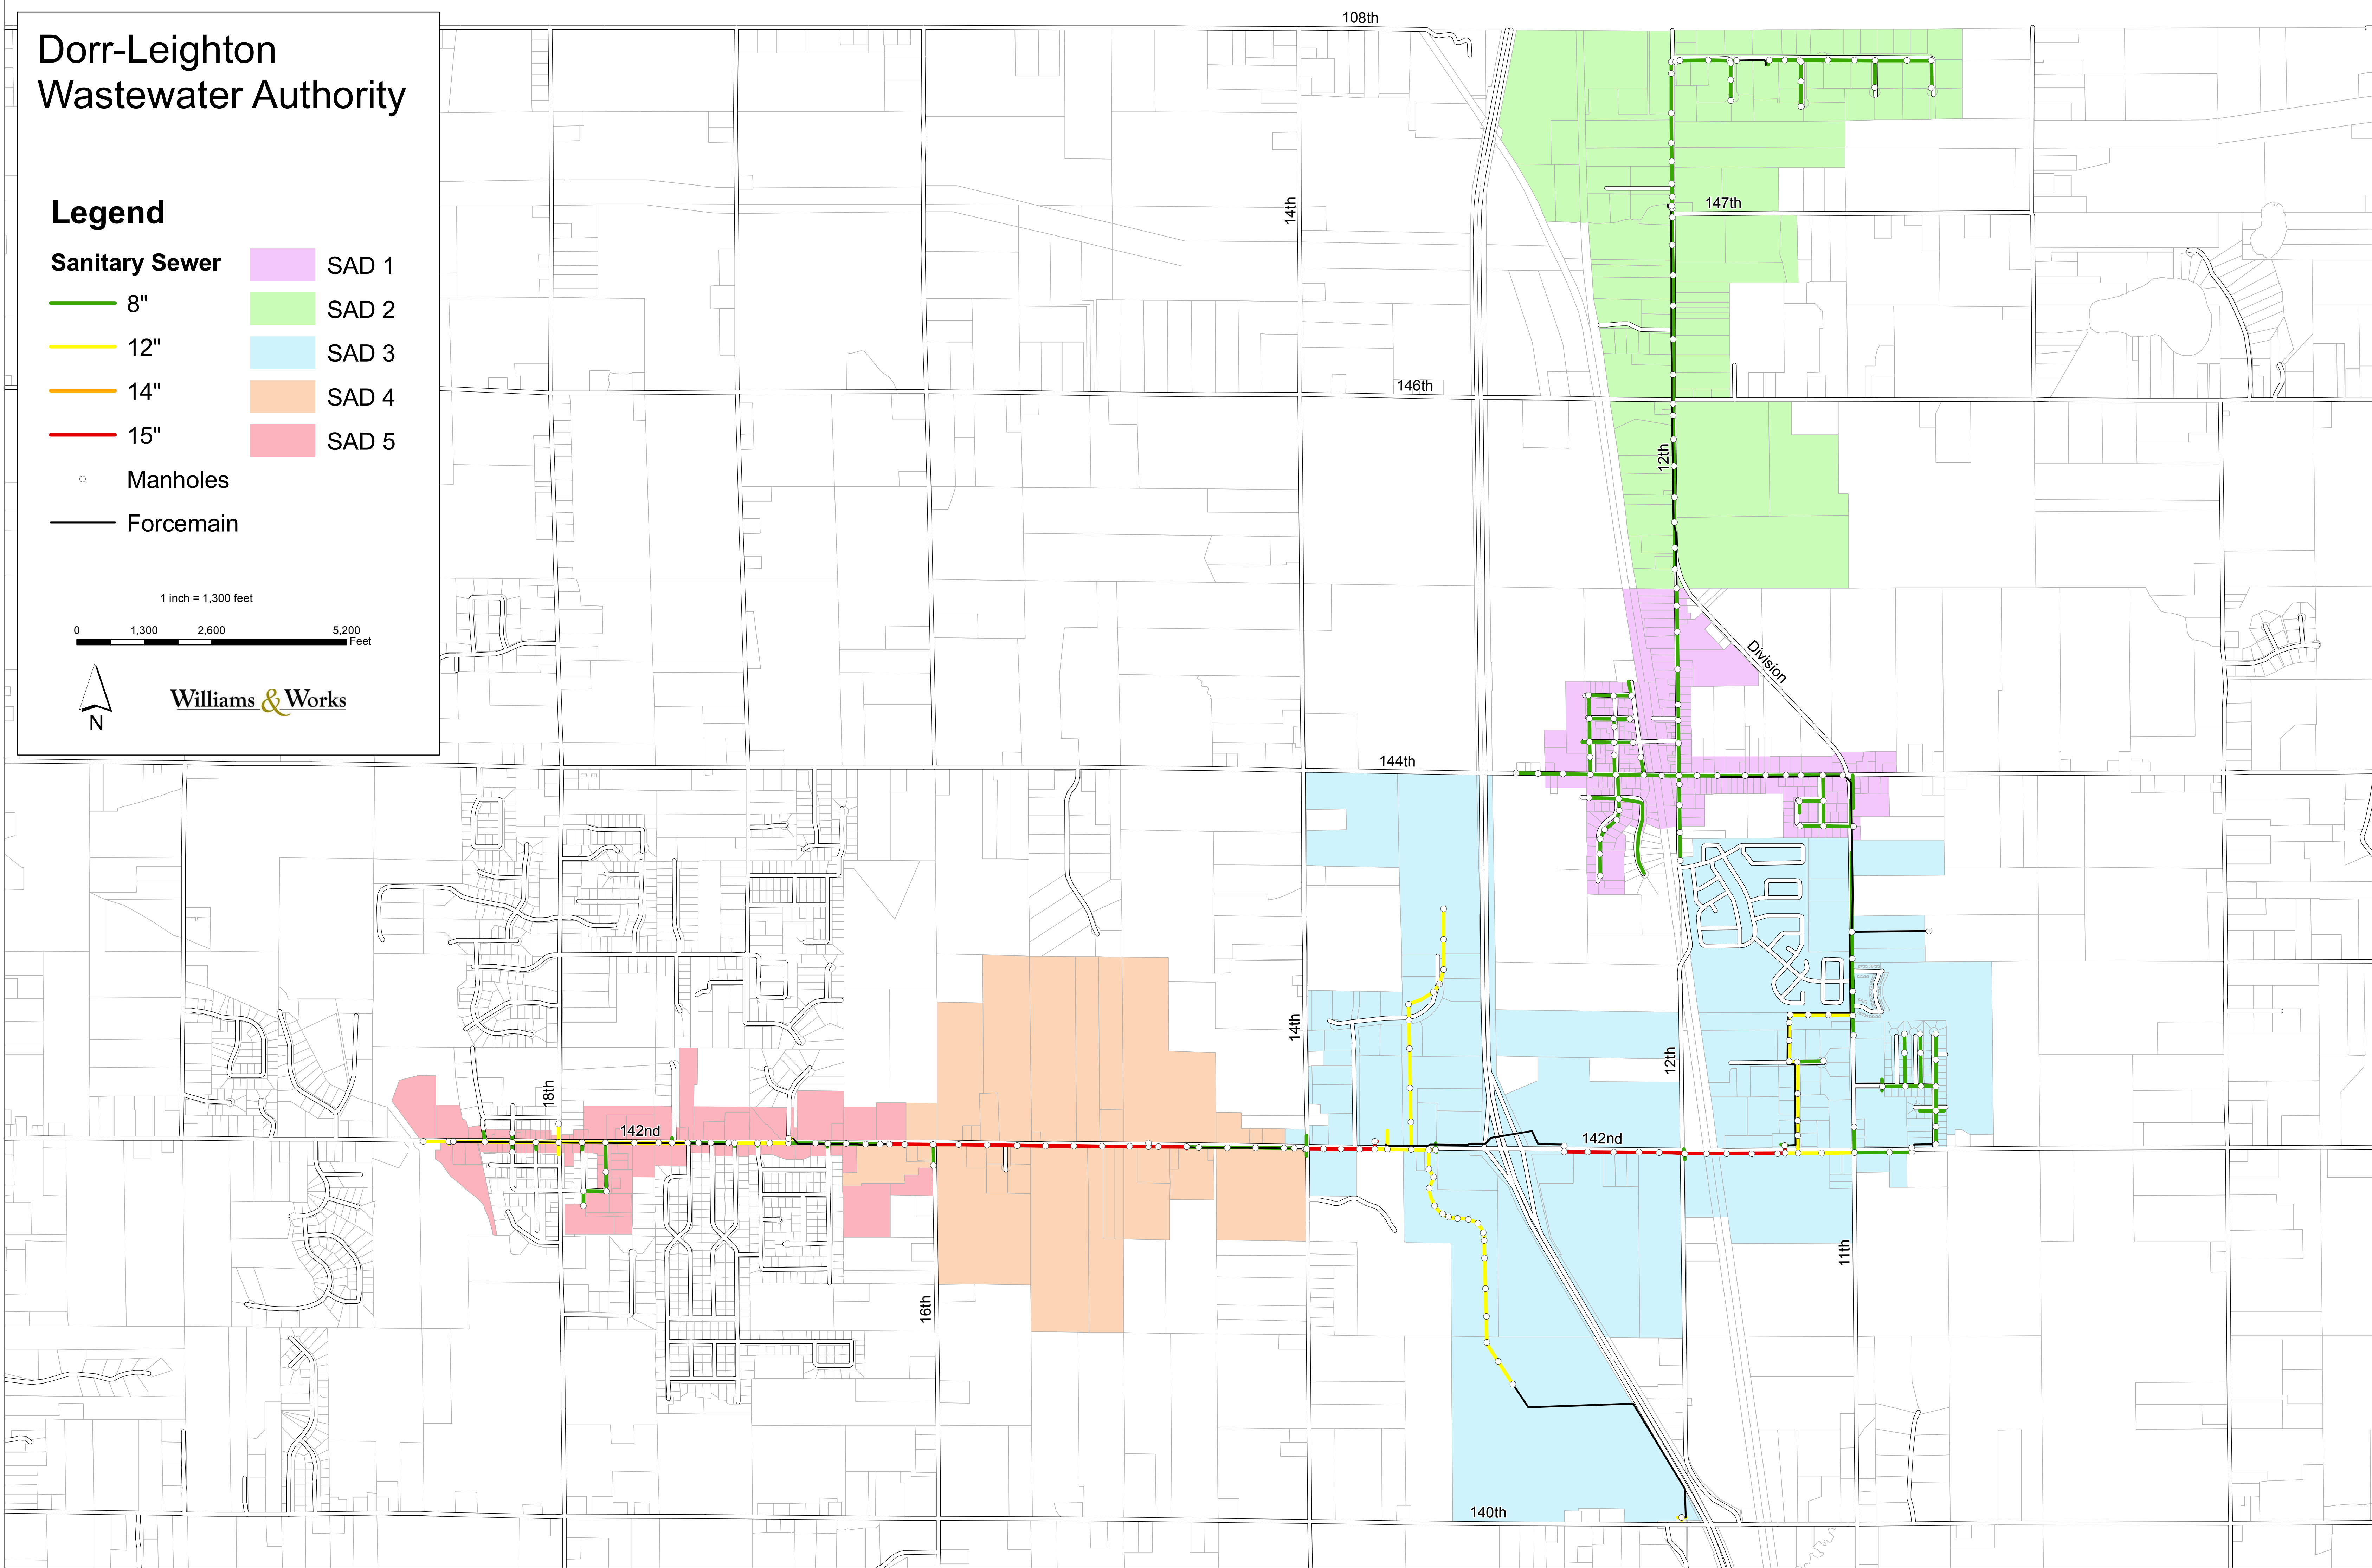 Dorr-Leighton
Wastewater Authority
Legend
Sanitary Sewer
8"
12"
14"
15"
Manholes
Forcemain
SAD 1
SAD 2
SAD 3
SAD 4
SAD 5
1 inch = 1,300 feet
0 1,300 2,600 5,200
Feet
N
Williams & Works
108th
14th
147th
146th
12th
Division
144th
14th
12th
18th
142nd
142nd
16th
11th
140th